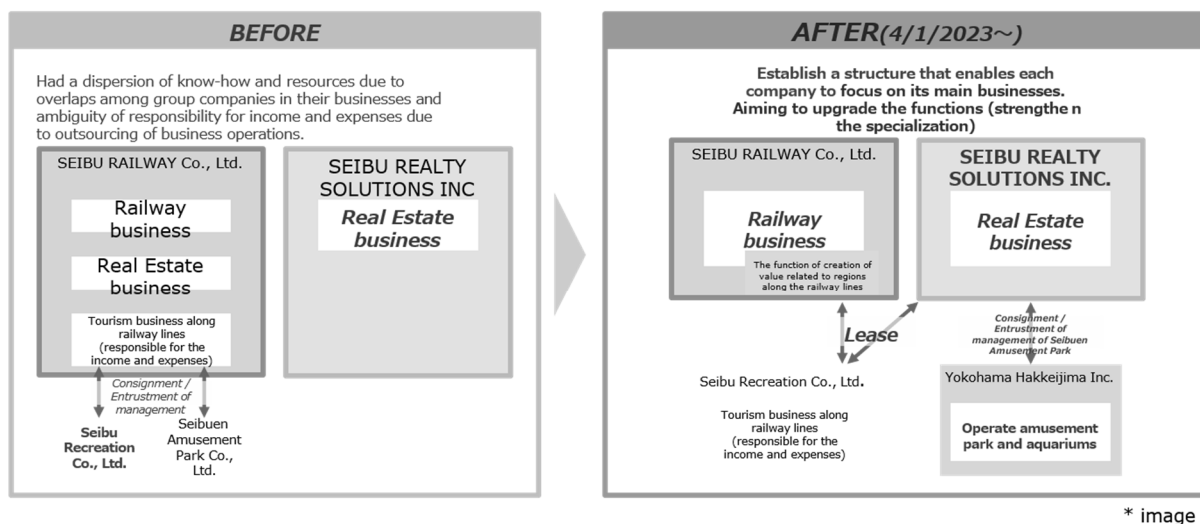 BEFORE
Had a dispersion of know-how and resources due to
overlaps among group companies in their businesses and
ambiguity of responsibility for income and expenses due
to outsourcing of business operations.
SEIBU RAILWAY Co., Ltd.
Railway
business
Real Estate
business
Tourism business along
railway lines
(responsible for the
income and expenses)
Consignment /
Entrustment of
management
Seibu
Recreation
Co., Ltd.
Seibuen
Amusement
Park Co.,
Ltd.
SEIBU REALTY
SOLUTIONS INC
Real Estate
business
AFTER(4/1/2023～)
Establish a structure that enables each
company to focus on its main businesses.
Aiming to upgrade the functions (strengthe n
the specialization)
SEIBU RAILWAY Co., Ltd.
Railway
business
The function of creation of
value related to regions
along the railway lines
SEIBU REALTY
SOLUTIONS INC.
Real Estate
business
Lease
Consignment /
Entrustment of
management of Seibuen
Amusement Park
Seibu Recreation Co., Ltd.
Tourism business along
railway lines
(responsible for the
income and expenses)
Yokohama Hakkeijima Inc.
Operate amusement
park and aquariums
* image